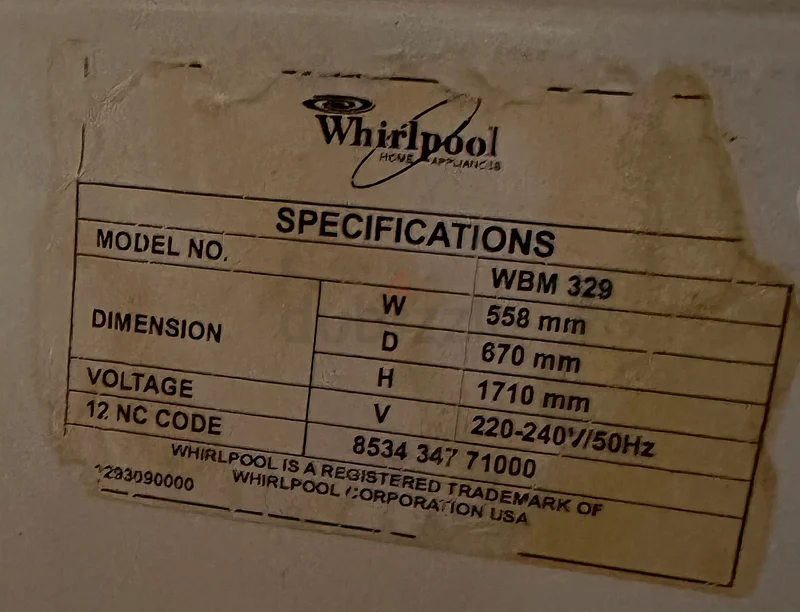 Whirlpool
HOME APPLIANCES
SPECIFICATIONS
MODEL NO. WBM 329
DIMENSION W 558 mm
D 670 mm
H 1710 mm
VOLTAGE V 220-240V/50Hz
12 NC CODE 8534 347 71000
WHIRLPOOL IS A REGISTERED TRADEMARK OF
WHIRLPOOL CORPORATION USA